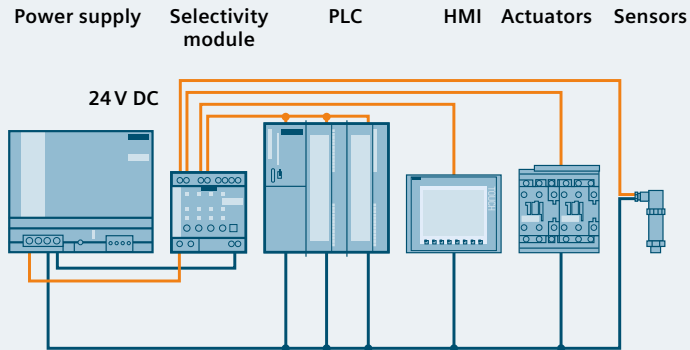 Power supply
Selectivity
module
PLC
HMI
Actuators
Sensors
24 V DC